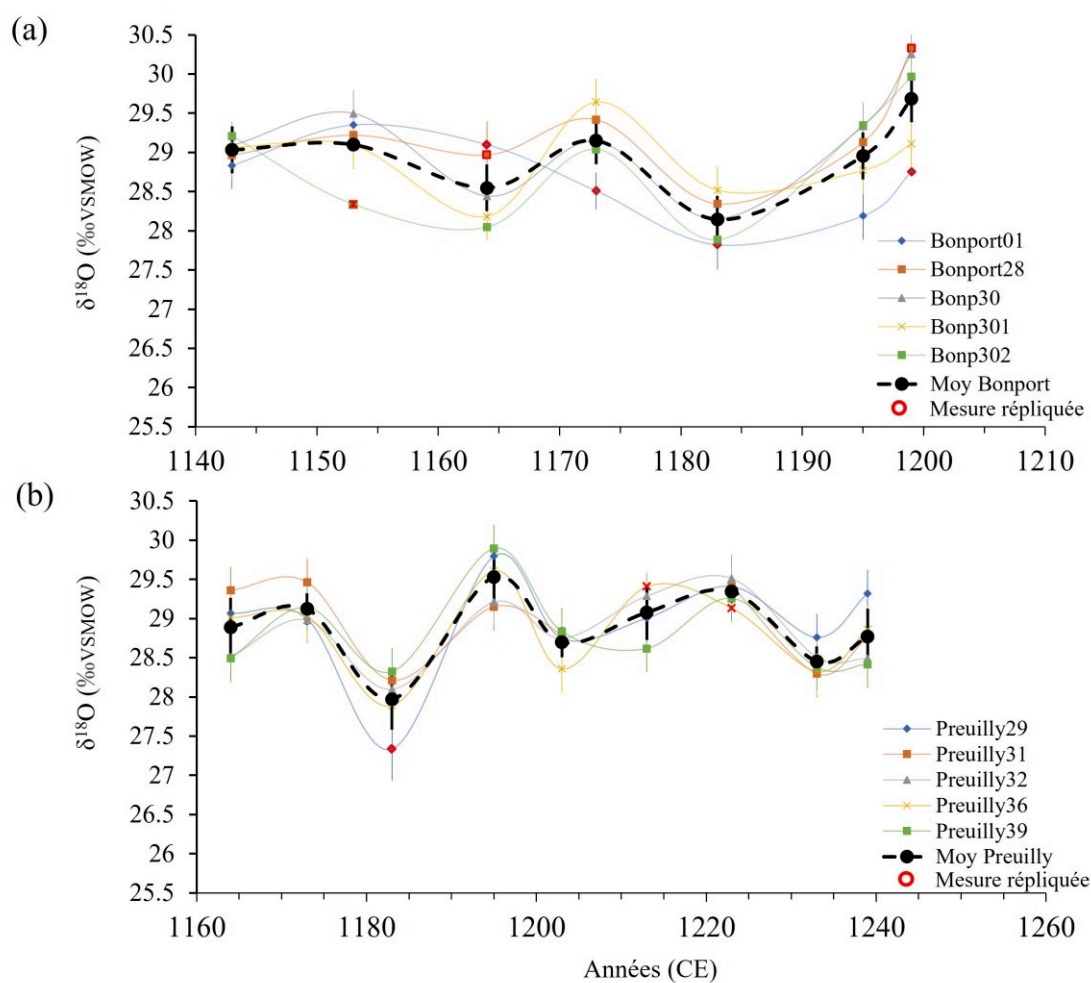 (a)
30.5
30
29.5
29
28.5
28
27.5
27
26.5
26
25.5
δ¹⁸O (‰VSMOW)
1140 1150 1160 1170 1180 1190 1200 1210
Bonport01
Bonport28
Bonp30
Bonp301
Bonp302
Moy Bonport
Mesure répliquée
(b)
30.5
30
29.5
29
28.5
28
27.5
27
26.5
26
25.5
δ¹⁸O (‰VSMOW)
1160 1180 1200 1220 1240 1260
Preuilly29
Preuilly31
Preuilly32
Preuilly36
Preuilly39
Moy Preuilly
Mesure répliquée
Années (CE)